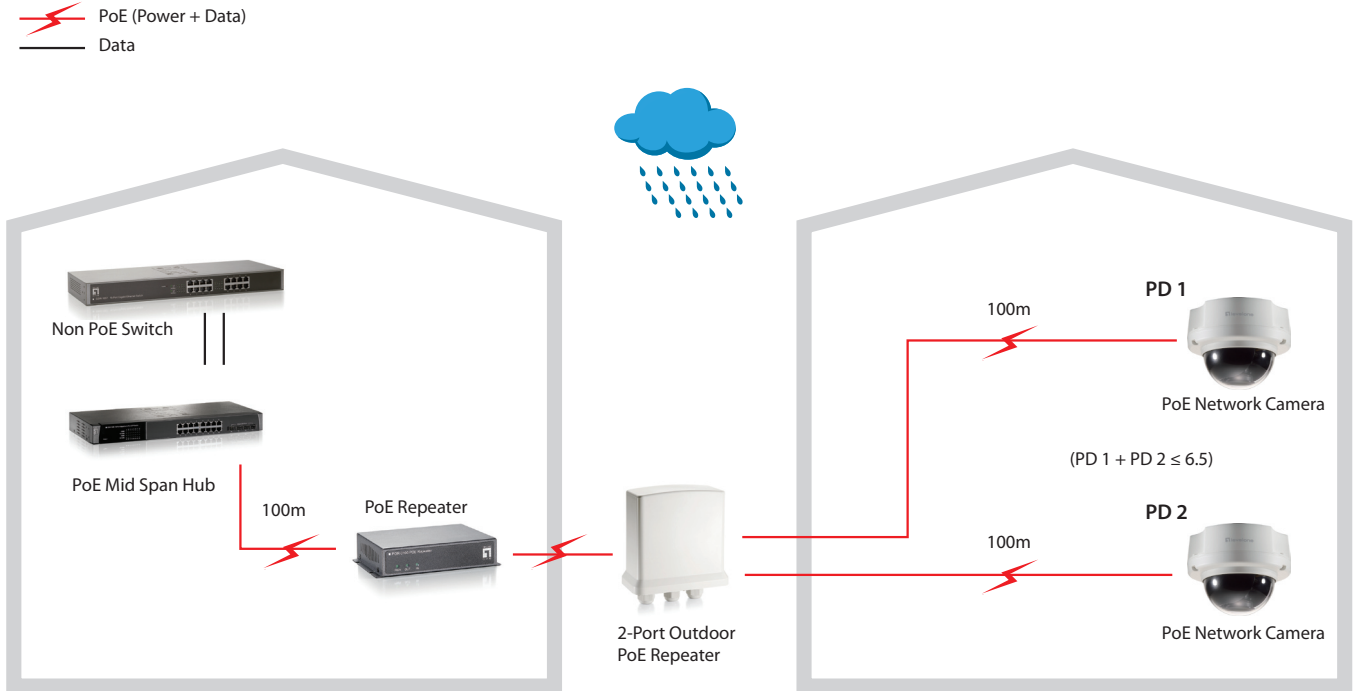 PoE (Power + Data)
Data
Non PoE Switch
PoE Mid Span Hub
100m
PoE Repeater
2-Port Outdoor
PoE Repeater
100m
PD 1
PoE Network Camera
(PD 1 + PD 2 ≤ 6.5)
PD 2
100m
PoE Network Camera